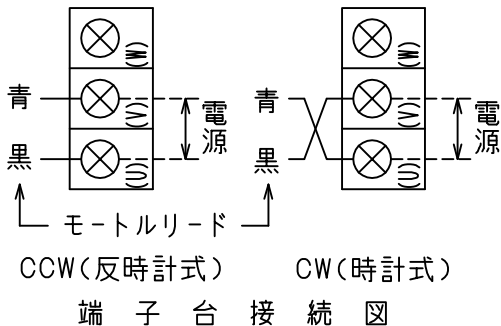 (W)
(W)
青
(V)
電源
青
(V)
電源
黒
(U)
黒
(U)
モートルリード
CCW(反時計式)
CW(時計式)
端子台接続図